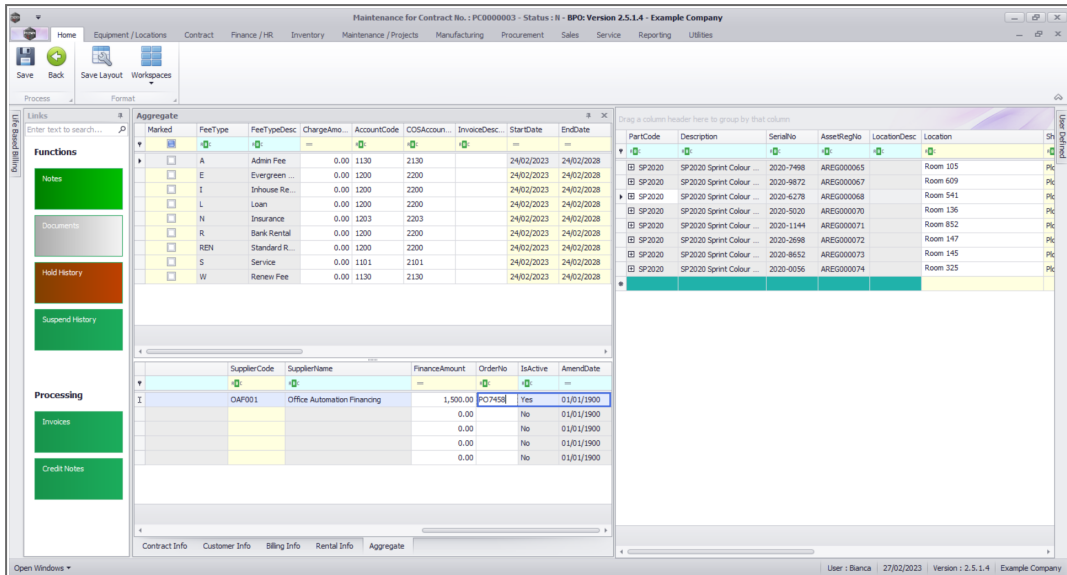 Maintenance for Contract No. : PC0000003 - Status : N - BPO: Version 2.5.1.4 - Example Company
Home Equipment / Locations Contract Finance / HR Inventory Maintenance / Projects Manufacturing Procurement Sales Service Reporting Utilities
Save Back Save Layout Workspaces
Process Format
Life Based Billing
Links
Enter text to search...
Functions
Notes
Documents
Hold History
Suspend History
Processing
Invoices
Credit Notes
Aggregate
Marked FeeType FeeTypeDesc ChargeAmo... AccountCode COSAccoun... InvoiceDesc... StartDate EndDate
A Admin Fee 0.00 1130 2130 24/02/2023 24/02/2028
E Evergreen ... 0.00 1200 2200 24/02/2023 24/02/2028
I Inhouse Re... 0.00 1200 2200 24/02/2023 24/02/2028
L Loan 0.00 1200 2200 24/02/2023 24/02/2028
N Insurance 0.00 1203 2203 24/02/2023 24/02/2028
R Bank Rental 0.00 1200 2200 24/02/2023 24/02/2028
REN Standard R... 0.00 1200 2200 24/02/2023 24/02/2028
S Service 0.00 1101 2101 24/02/2023 24/02/2028
W Renew Fee 0.00 1130 2130 24/02/2023 24/02/2028
SupplierCode SupplierName FinanceAmount OrderNo IsActive AmendDate
OAF001 Office Automation Financing 1,500.00 PO7458 Yes 01/01/1900
0.00 No 01/01/1900
0.00 No 01/01/1900
0.00 No 01/01/1900
0.00 No 01/01/1900
Contract Info Customer Info Billing Info Rental Info Aggregate
Drag a column header here to group by that column
PartCode Description SerialNo AssetRegNo LocationDesc Location Sh
SP2020 SP2020 Sprint Colour ... 2020-7498 AREG000065 Room 105 Plc
SP2020 SP2020 Sprint Colour ... 2020-9872 AREG000067 Room 609 Plc
SP2020 SP2020 Sprint Colour ... 2020-6278 AREG000068 Room 541 Plc
SP2020 SP2020 Sprint Colour ... 2020-5020 AREG000070 Room 136 Plc
SP2020 SP2020 Sprint Colour ... 2020-1144 AREG000071 Room 852 Plc
SP2020 SP2020 Sprint Colour ... 2020-2698 AREG000072 Room 147 Plc
SP2020 SP2020 Sprint Colour ... 2020-8652 AREG000073 Room 145 Plc
SP2020 SP2020 Sprint Colour ... 2020-0056 AREG000074 Room 325 Plc
User Defined
Open Windows User : Bianca 27/02/2023 Version : 2.5.1.4 Example Company